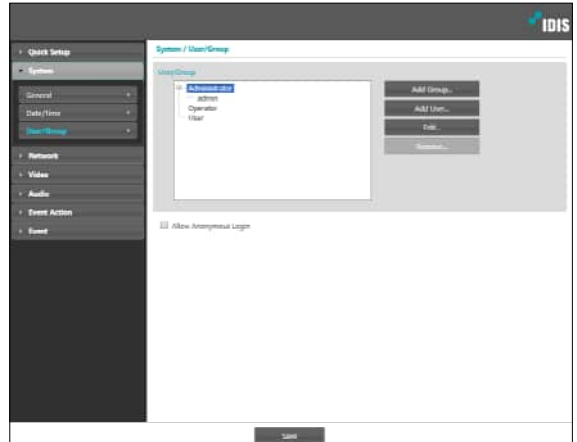 IDIS
Quick Setup
System
General
Date/Time
User/Group
Network
Video
Audio
Event Action
Event
System / User/Group
User/Group
Administrator
admin
Operator
User
Add Group...
Add User...
Edit...
Remove...
Allow Anonymous Login
Save